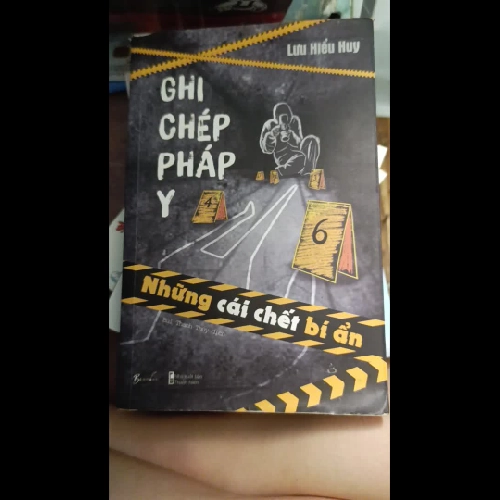 Lưu Hiểu Huy
GHI
CHÉP
PHÁP
Y
4
6
Những cái chết bí ẩn